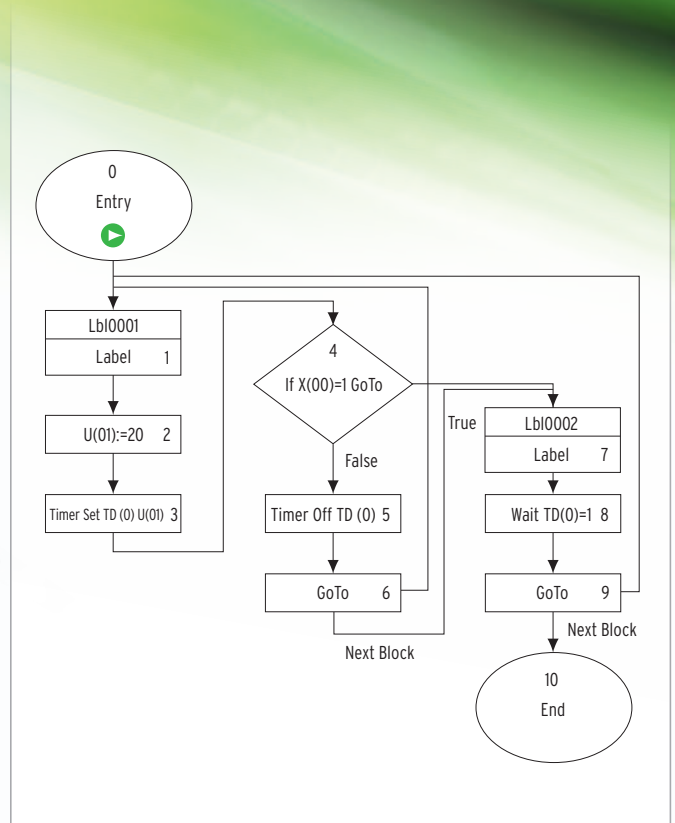 0
Entry
Lbl0001
Label 1
U(01):=20 2
Timer Set TD (0) U(01) 3
4
If X(00)=1 GoTo
False
Timer Off TD (0) 5
GoTo 6
Next Block
True
Lbl0002
Label 7
Wait TD(0)=1 8
GoTo 9
Next Block
10
End